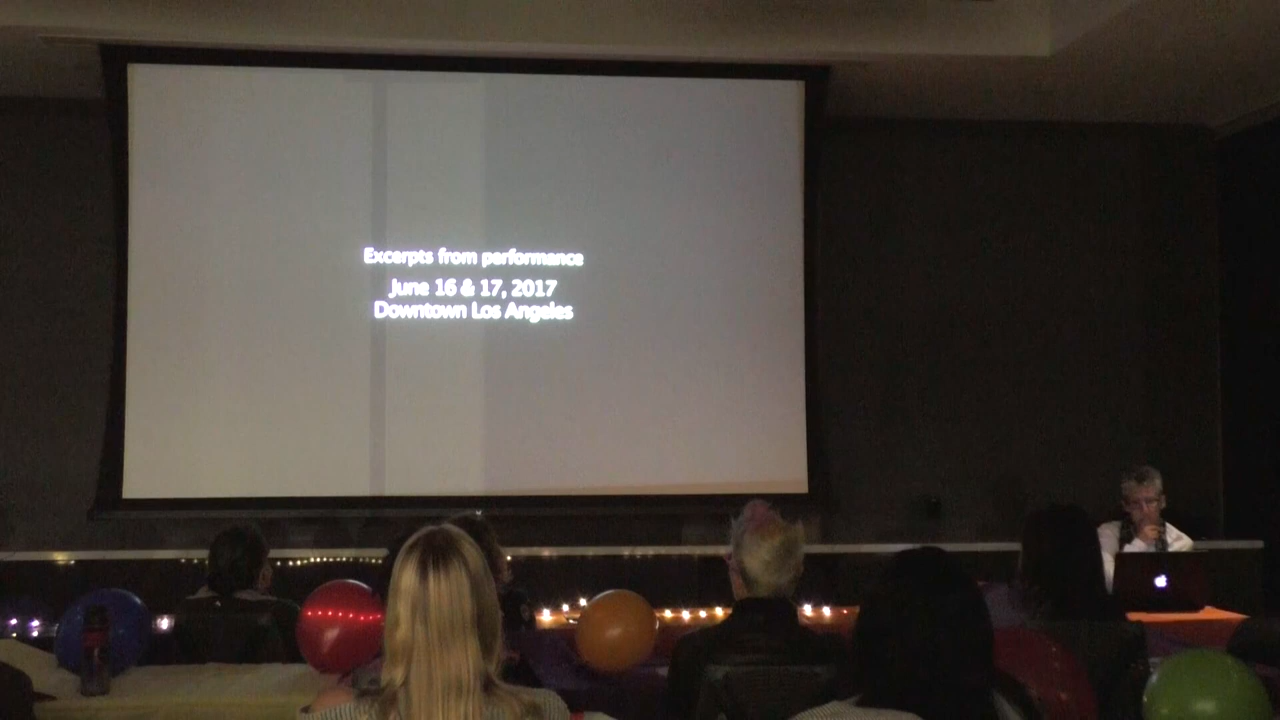 Excerpts from performance
June 16 & 17, 2017
Downtown Los Angeles